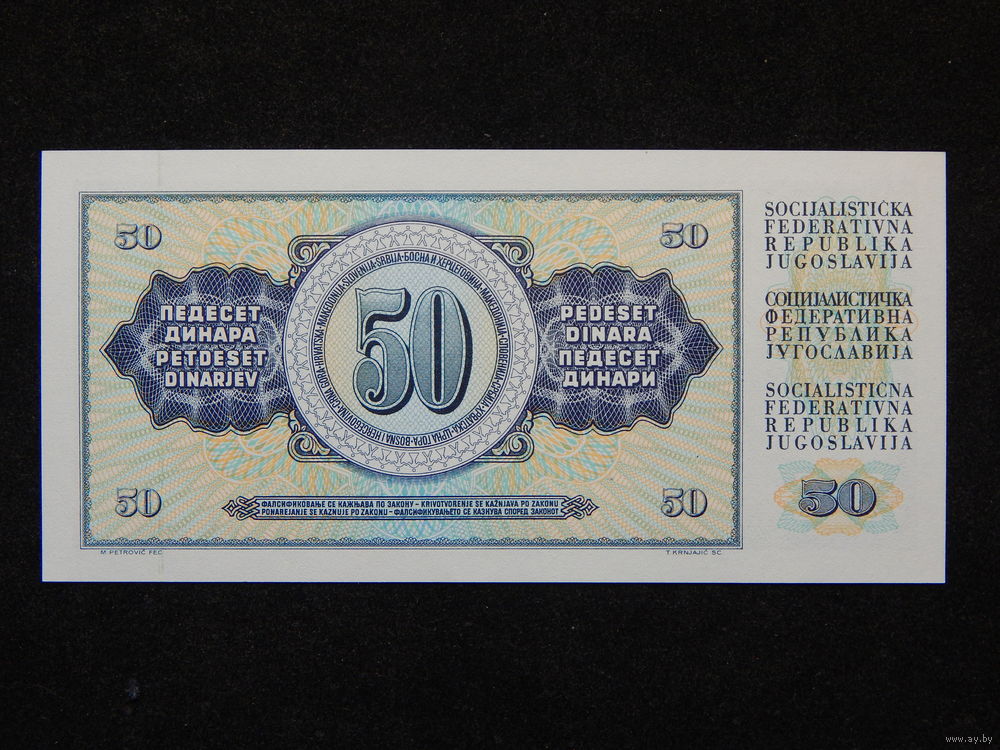 50
50
ПЕДЕСЕТ
ДИНАРА
PETDESET
DINARJEV
50
PEDESET
DINARA
ПЕДЕСЕТ
ДИНАРИ
50
50
ФАЛСИФИКОВАЊЕ СЕ КАЖЊАВА ПО ЗАКОНУ - KRIVOTVORENJE SE KAŽNJAVA PO ZAKONU
PONAREJANJE SE KAZNUJE PO ZAKONU - ФАЛСИФИКУВАЊЕТО СЕ КАЗНУВА СПОРЕД ЗАКОНОТ
M. PETROVIĆ FEC
T. KRNJAJIĆ SC
SOCIJALISTIČKA
FEDERATIVNA
REPUBLIKA
JUGOSLAVIJA
СОЦИЈАЛИСТИЧКА
ФЕДЕРАТИВНА
РЕПУБЛИКА
ЈУГОСЛАВИЈА
SOCIALISTIČNA
FEDERATIVNA
REPUBLIKA
JUGOSLAVIJA
50
www.ay.by